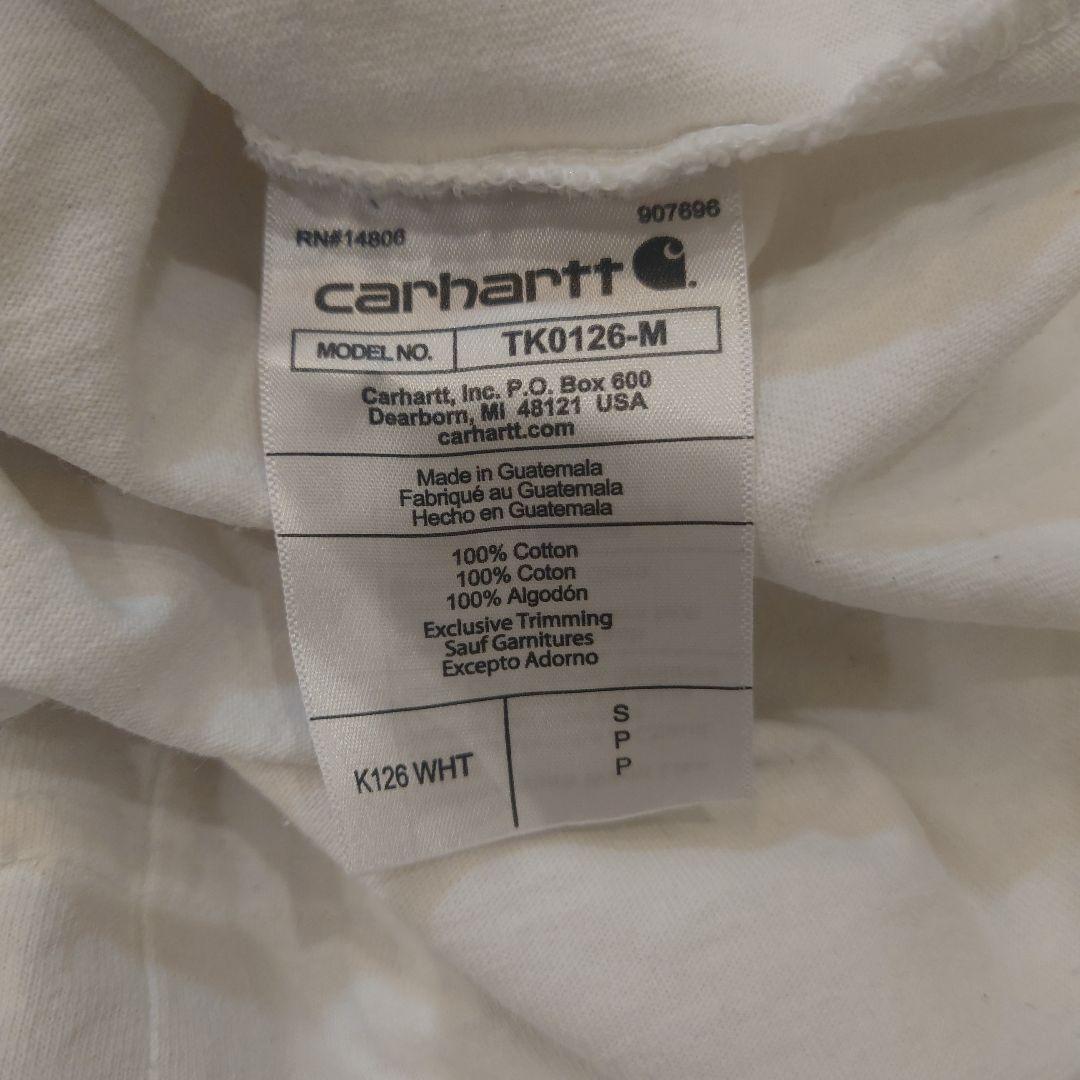 RN#14806
907696
carhartt
MODEL NO. TK0126-M
Carhartt, Inc. P.O. Box 600
Dearborn, MI 48121 USA
carhartt.com
Made in Guatemala
Fabriqué au Guatemala
Hecho en Guatemala
100% Cotton
100% Coton
100% Algodón
Exclusive Trimming
Sauf Garnitures
Excepto Adorno
K126 WHT
S
P
P